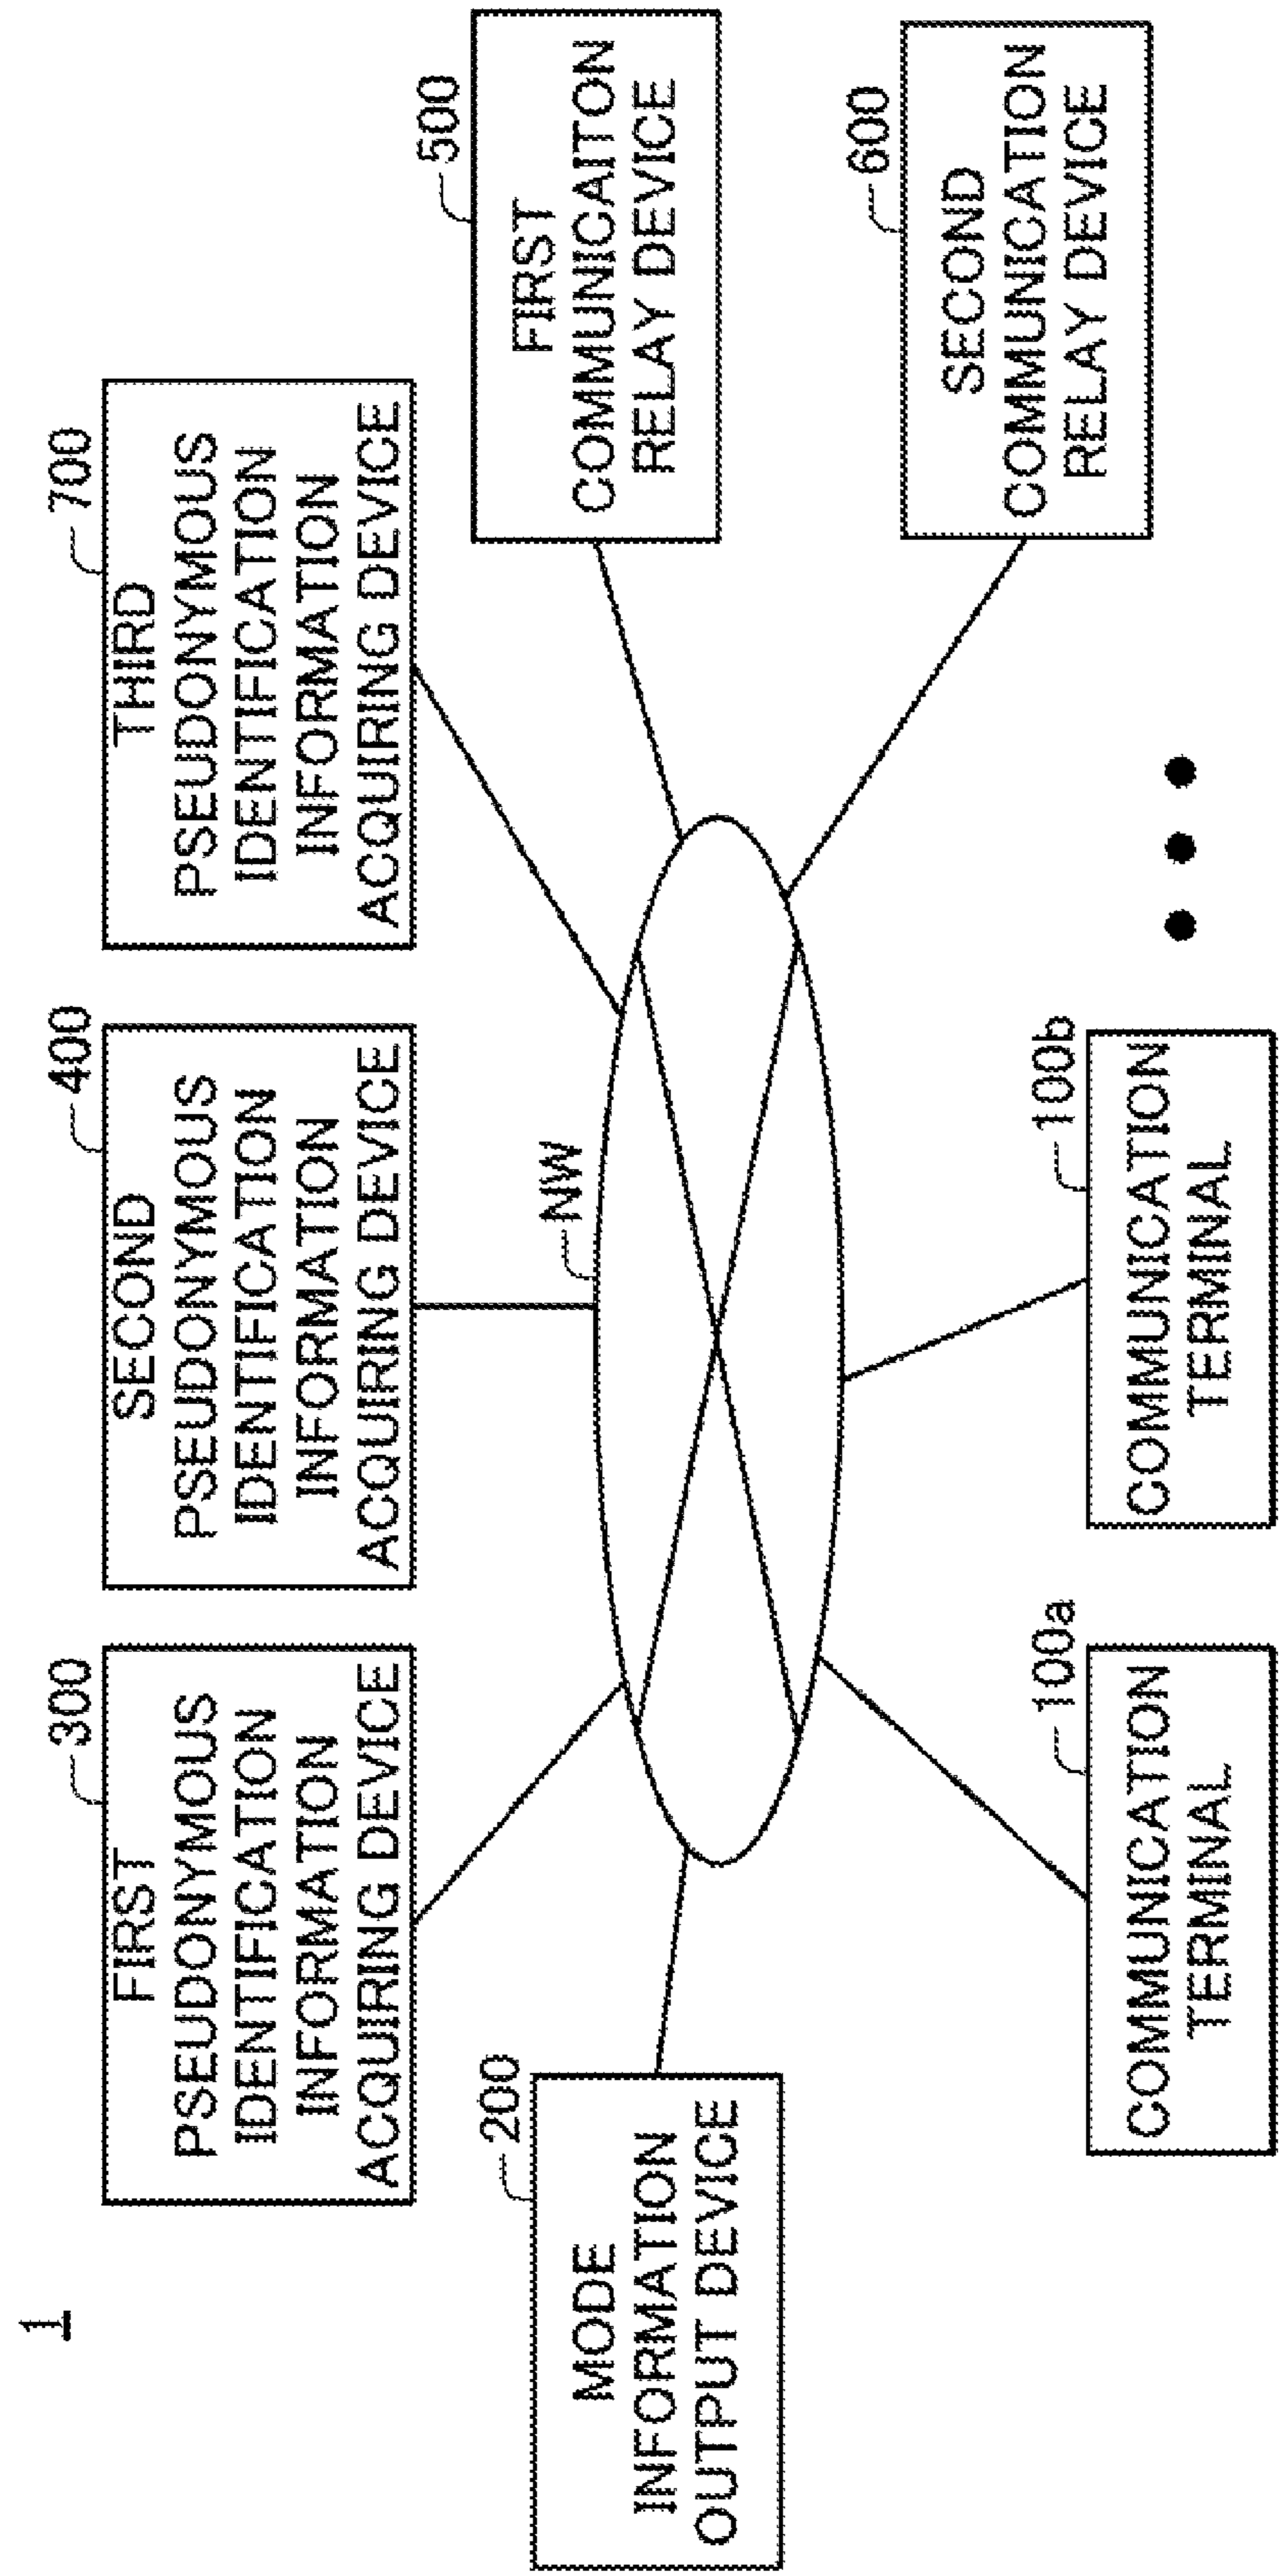 1
300
FIRST
PSEUDONYMOUS
IDENTIFICATION
INFORMATION
ACQUIRING DEVICE
400
SECOND
PSEUDONYMOUS
IDENTIFICATION
INFORMATION
ACQUIRING DEVICE
700
THIRD
PSEUDONYMOUS
IDENTIFICATION
INFORMATION
ACQUIRING DEVICE
200
MODE
INFORMATION
OUTPUT DEVICE
NW
500
FIRST
COMMUNICAITON
RELAY DEVICE
600
SECOND
COMMUNICATION
RELAY DEVICE
100a
COMMUNICATION
TERMINAL
100b
COMMUNICATION
TERMINAL